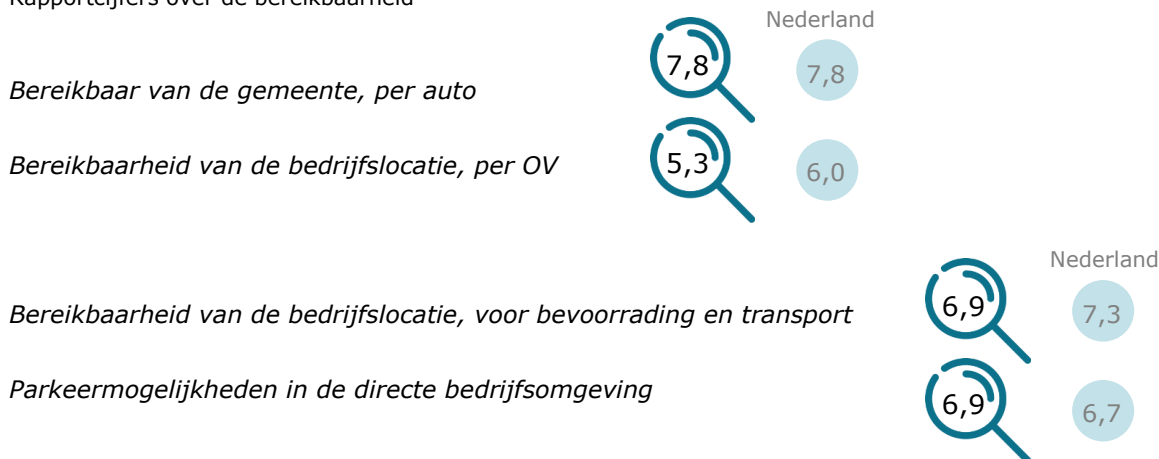 Rapportcijfers over de bereikbaarheid
Nederland
Bereikbaar van de gemeente, per auto 7,8 7,8
Bereikbaarheid van de bedrijfslocatie, per OV 5,3 6,0
Nederland
Bereikbaarheid van de bedrijfslocatie, voor bevoorrading en transport 6,9 7,3
Parkeermogelijkheden in de directe bedrijfsomgeving 6,9 6,7